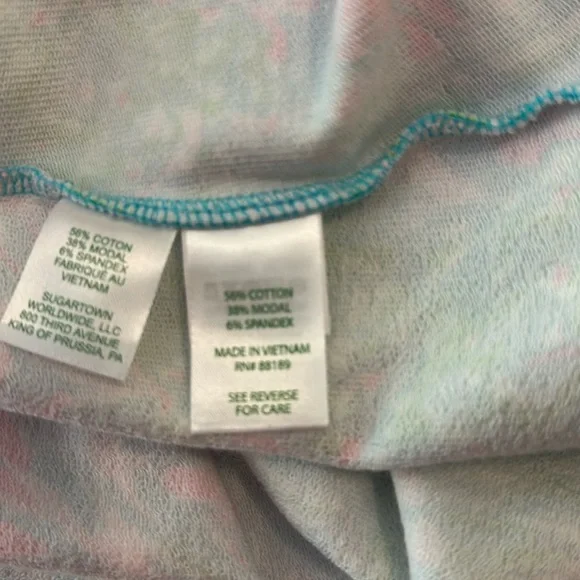 56% COTON
38% MODAL
6% SPANDEX
FABRIQUÉ AU
VIETNAM
SUGARTOWN
WORLDWIDE, LLC
800 THIRD AVENUE
KING OF PRUSSIA, PA
56% COTTON
38% MODAL
6% SPANDEX
MADE IN VIETNAM
RN# 88189
SEE REVERSE
FOR CARE